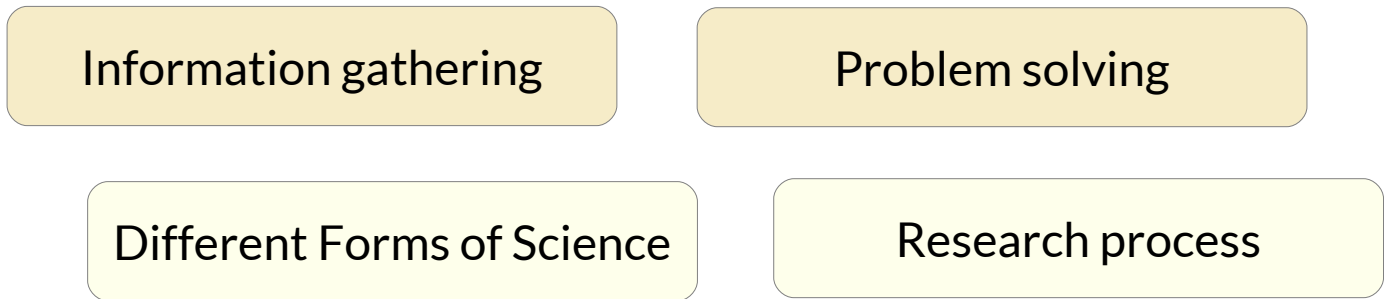 Information gathering
Problem solving
Different Forms of Science
Research process